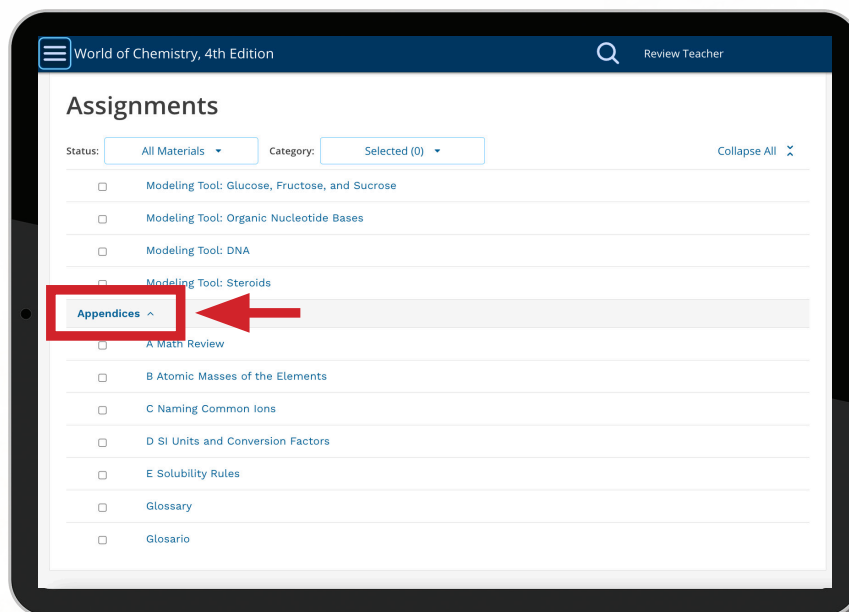 World of Chemistry, 4th Edition
Review Teacher
Assignments
Status: All Materials Category: Selected (0) Collapse All
Modeling Tool: Glucose, Fructose, and Sucrose
Modeling Tool: Organic Nucleotide Bases
Modeling Tool: DNA
Modeling Tool: Steroids
Appendices
A Math Review
B Atomic Masses of the Elements
C Naming Common Ions
D SI Units and Conversion Factors
E Solubility Rules
Glossary
Glosario